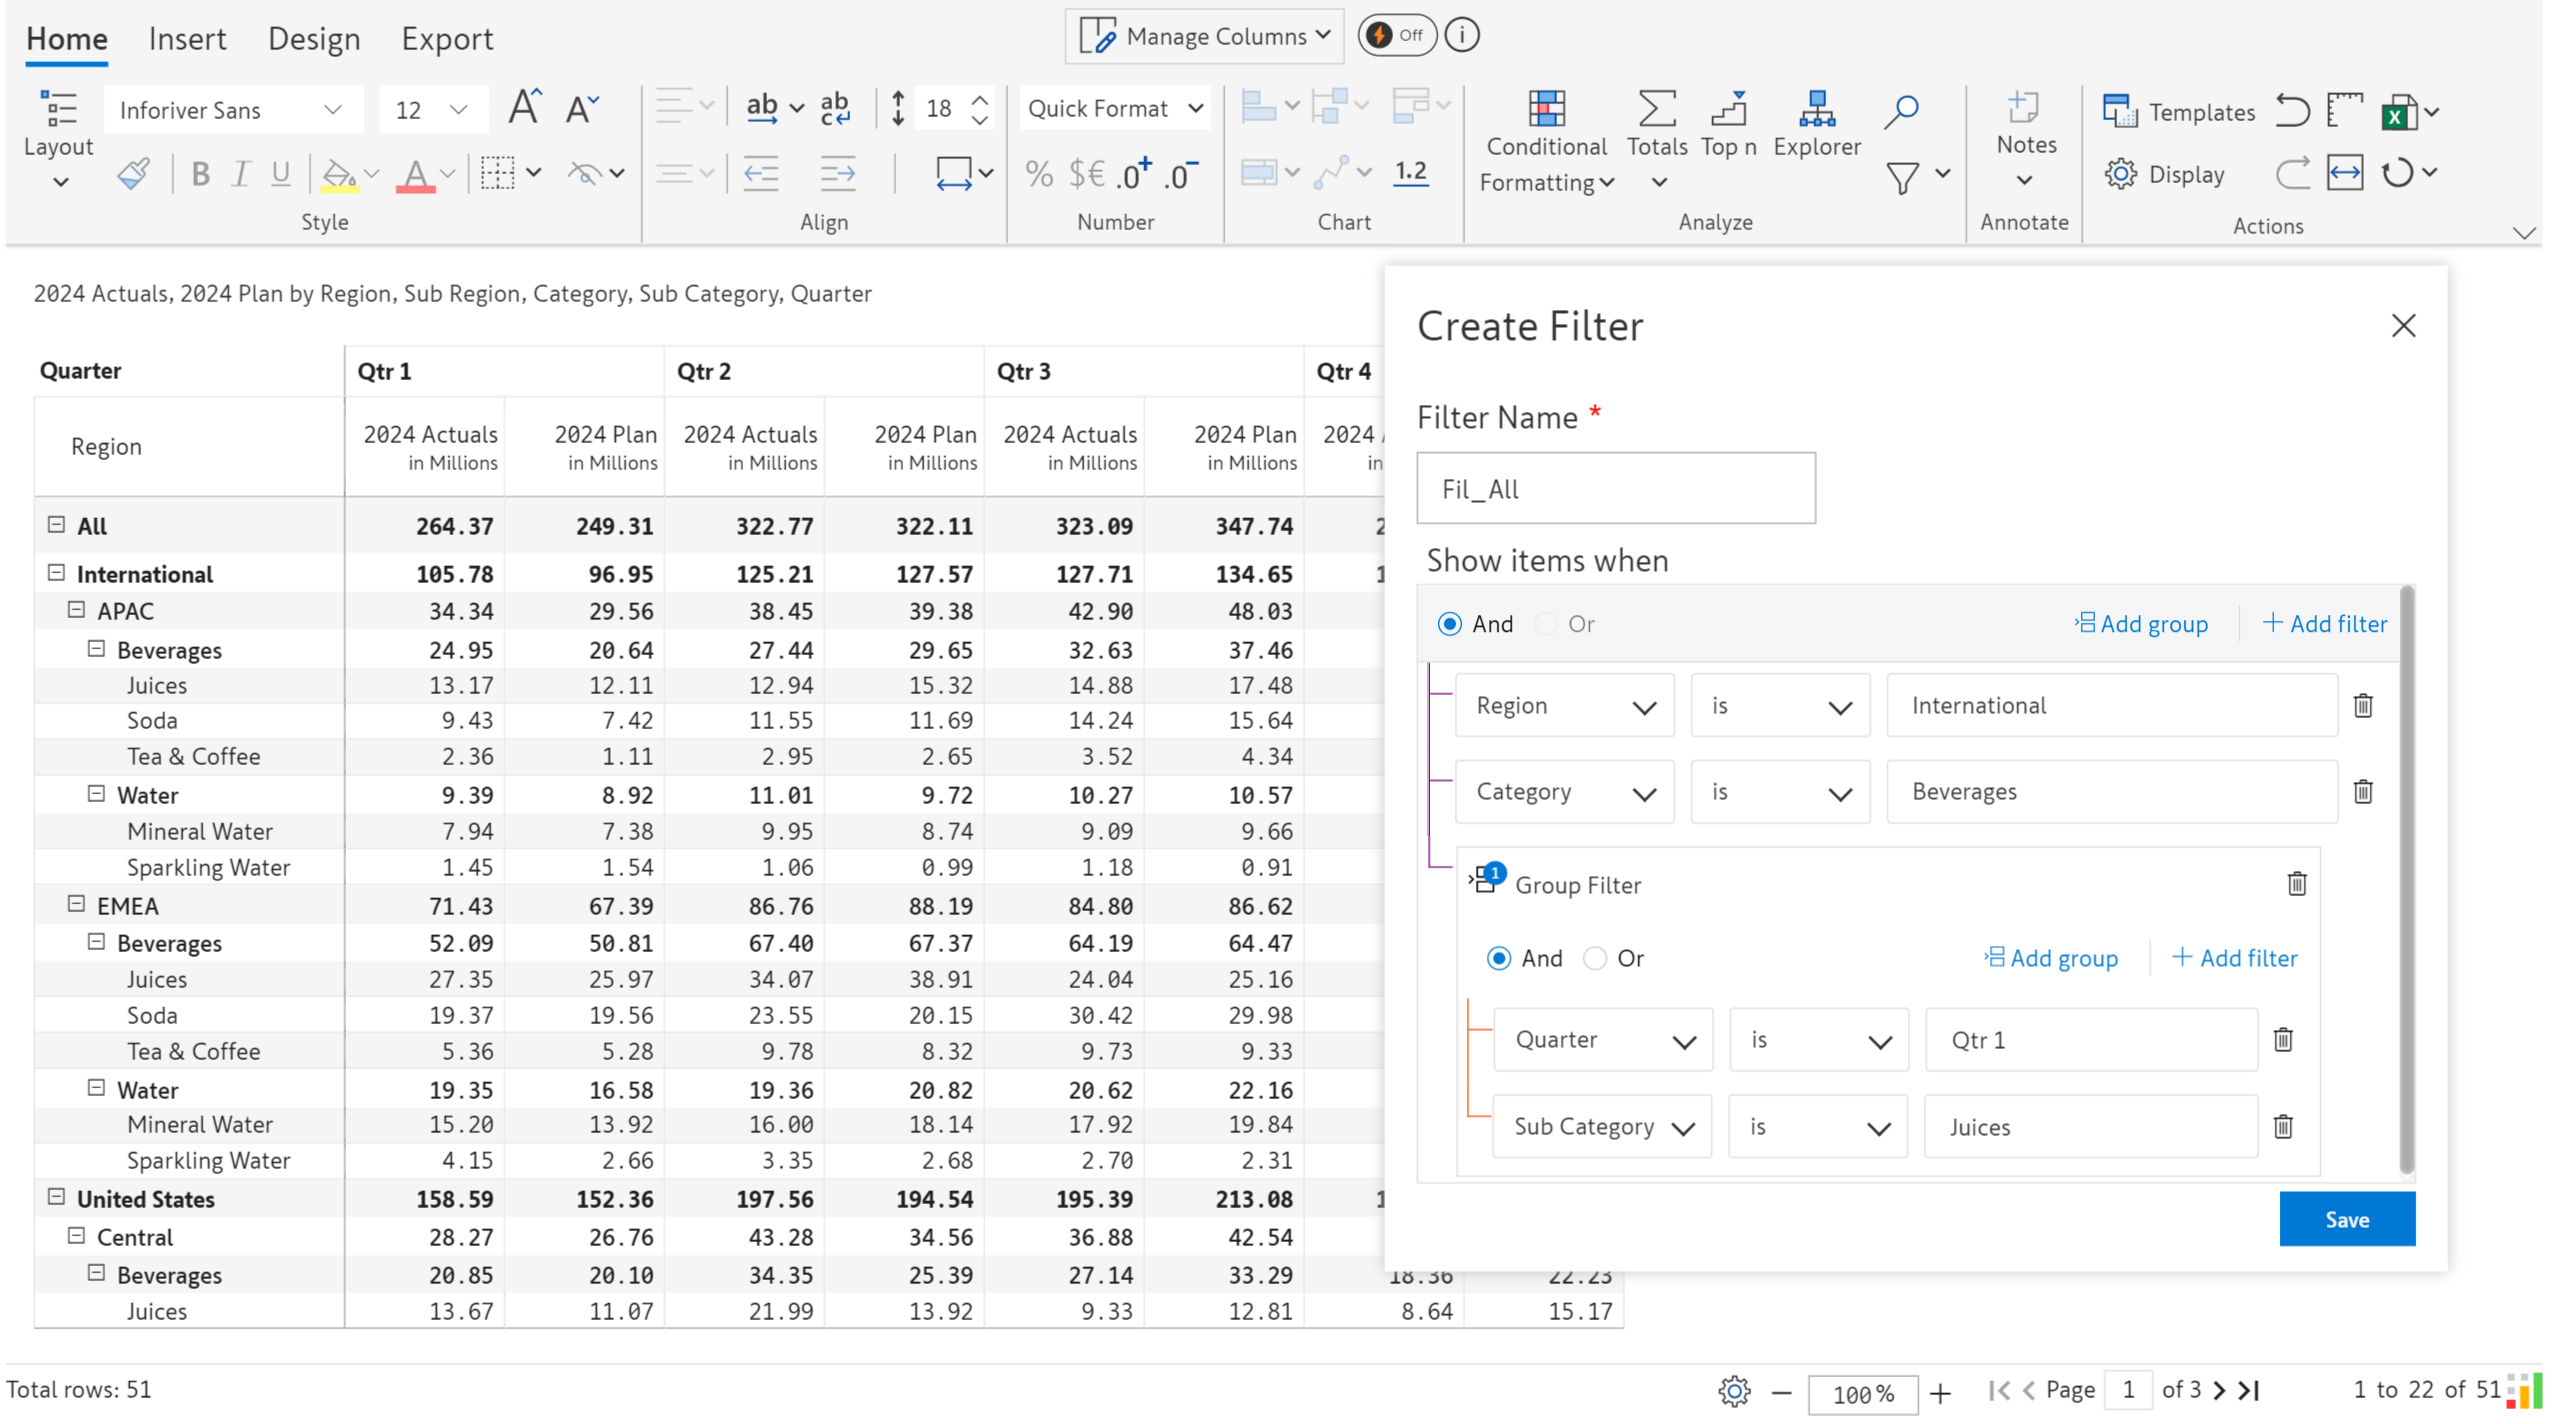 Home Insert Design Export Manage Columns Off i
Layout Inforiver Sans 12 A A ab ab c 18 Quick Format Conditional Formatting Totals Top n Explorer Notes Templates
B I U A % $€ .0+ .0- 1.2 Display
Style Align Number Chart Analyze Annotate Actions
2024 Actuals, 2024 Plan by Region, Sub Region, Category, Sub Category, Quarter
Quarter Qtr 1 Qtr 2 Qtr 3 Qtr 4
Region 2024 Actuals 2024 Plan 2024 Actuals 2024 Plan 2024 Actuals 2024 Plan 2024
in Millions in Millions in Millions in Millions in Millions in Millions in
All 264.37 249.31 322.77 322.11 323.09 347.74 2
International 105.78 96.95 125.21 127.57 127.71 134.65 1
APAC 34.34 29.56 38.45 39.38 42.90 48.03
Beverages 24.95 20.64 27.44 29.65 32.63 37.46
Juices 13.17 12.11 12.94 15.32 14.88 17.48
Soda 9.43 7.42 11.55 11.69 14.24 15.64
Tea & Coffee 2.36 1.11 2.95 2.65 3.52 4.34
Water 9.39 8.92 11.01 9.72 10.27 10.57
Mineral Water 7.94 7.38 9.95 8.74 9.09 9.66
Sparkling Water 1.45 1.54 1.06 0.99 1.18 0.91
EMEA 71.43 67.39 86.76 88.19 84.80 86.62
Beverages 52.09 50.81 67.40 67.37 64.19 64.47
Juices 27.35 25.97 34.07 38.91 24.04 25.16
Soda 19.37 19.56 23.55 20.15 30.42 29.98
Tea & Coffee 5.36 5.28 9.78 8.32 9.73 9.33
Water 19.35 16.58 19.36 20.82 20.62 22.16
Mineral Water 15.20 13.92 16.00 18.14 17.92 19.84
Sparkling Water 4.15 2.66 3.35 2.68 2.70 2.31
United States 158.59 152.36 197.56 194.54 195.39 213.08 1
Central 28.27 26.76 43.28 34.56 36.88 42.54
Beverages 20.85 20.10 34.35 25.39 27.14 33.29 18.36 22.23
Juices 13.67 11.07 21.99 13.92 9.33 12.81 8.64 15.17
Create Filter
Filter Name *
Fil_All
Show items when
And Or Add group Add filter
Region is International
Category is Beverages
1 Group Filter
And Or Add group Add filter
Quarter is Qtr 1
Sub Category is Juices
Save
Total rows: 51 100% Page 1 of 3 1 to 22 of 51